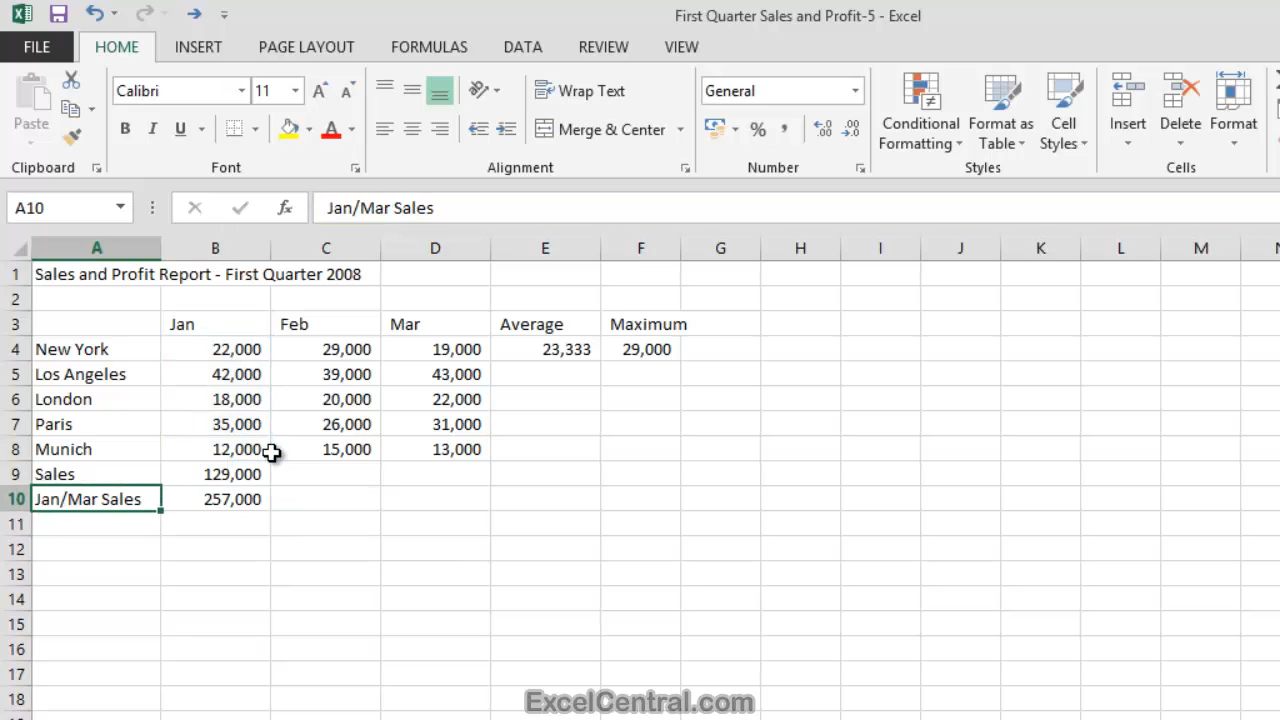 First Quarter Sales and Profit-5 - Excel
FILE HOME INSERT PAGE LAYOUT FORMULAS DATA REVIEW VIEW
Calibri 11 Wrap Text General
Paste B I U Merge & Center % Conditional Formatting Format as Table Cell Styles Insert Delete Format
Clipboard Font Alignment Number Styles Cells
A10 fx Jan/Mar Sales
A B C D E F G H I J K L M N
1 Sales and Profit Report - First Quarter 2008
2
3 Jan Feb Mar Average Maximum
4 New York 22,000 29,000 19,000 23,333 29,000
5 Los Angeles 42,000 39,000 43,000
6 London 18,000 20,000 22,000
7 Paris 35,000 26,000 31,000
8 Munich 12,000 15,000 13,000
9 Sales 129,000
10 Jan/Mar Sales 257,000
11
12
13
14
15
16
17
18
ExcelCentral.com